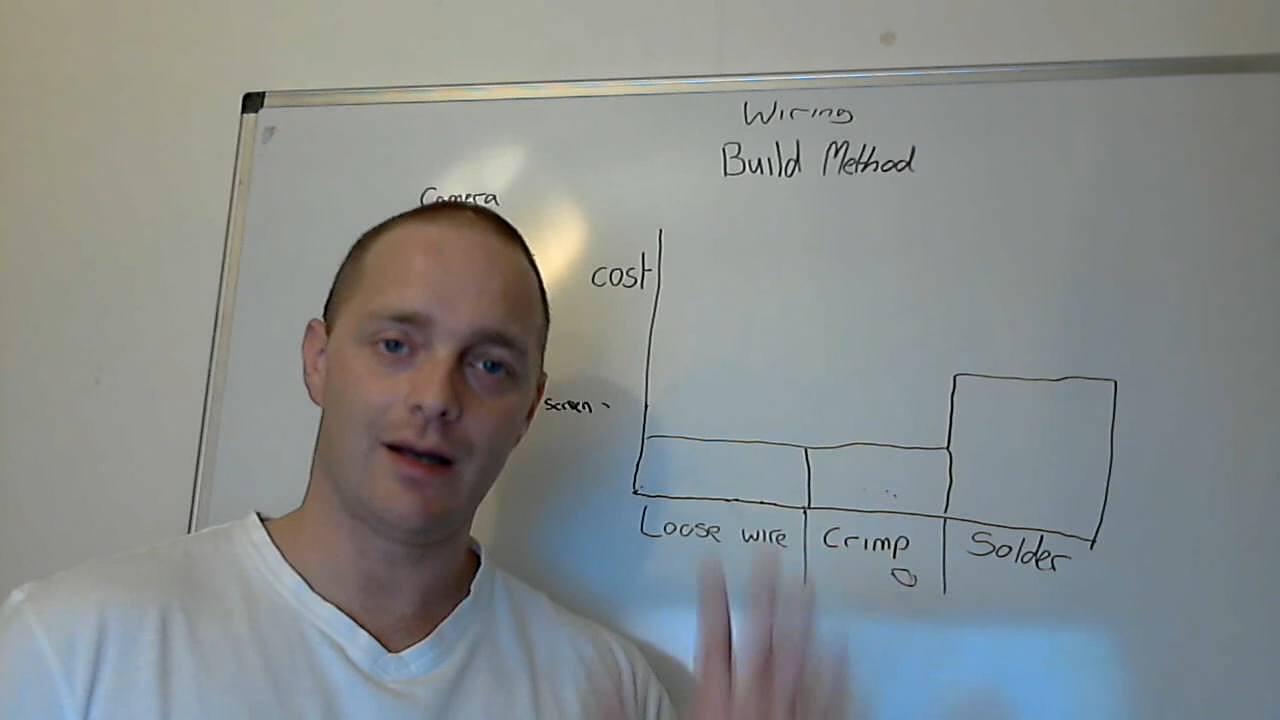 Wiring
Build Method
Camera
cost
Screen -
Loose wire
Crimp
Solder